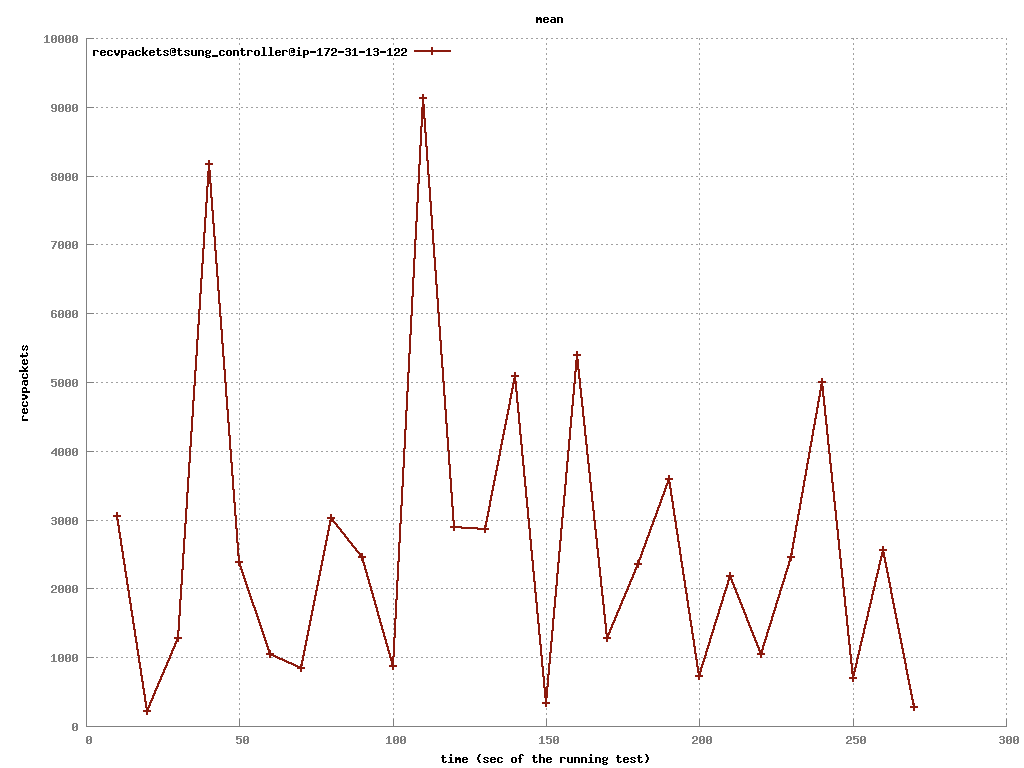 mean
recvpackets@tsung_controller@ip-172-31-13-122
10000
9000
8000
7000
6000
5000
4000
3000
2000
1000
0
recvpackets
0 50 100 150 200 250 300
time (sec of the running test)